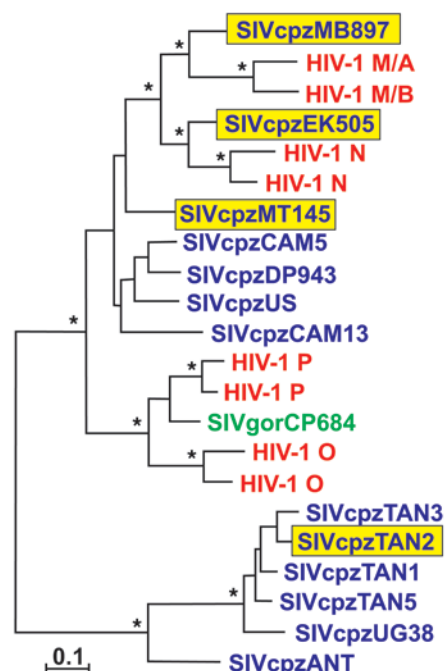 * SIVcpzMB897
* HIV-1 M/A
HIV-1 M/B
*
* SIVcpzEK505
* HIV-1 N
HIV-1 N
SIVcpzMT145
SIVcpzCAM5
SIVcpzDP943
SIVcpzUS
* SIVcpzCAM13
* HIV-1 P
HIV-1 P
* SIVgorCP684
* HIV-1 O
HIV-1 O
SIVcpzTAN3
SIVcpzTAN2
SIVcpzTAN1
* SIVcpzTAN5
* SIVcpzUG38
0.1 SIVcpzANT